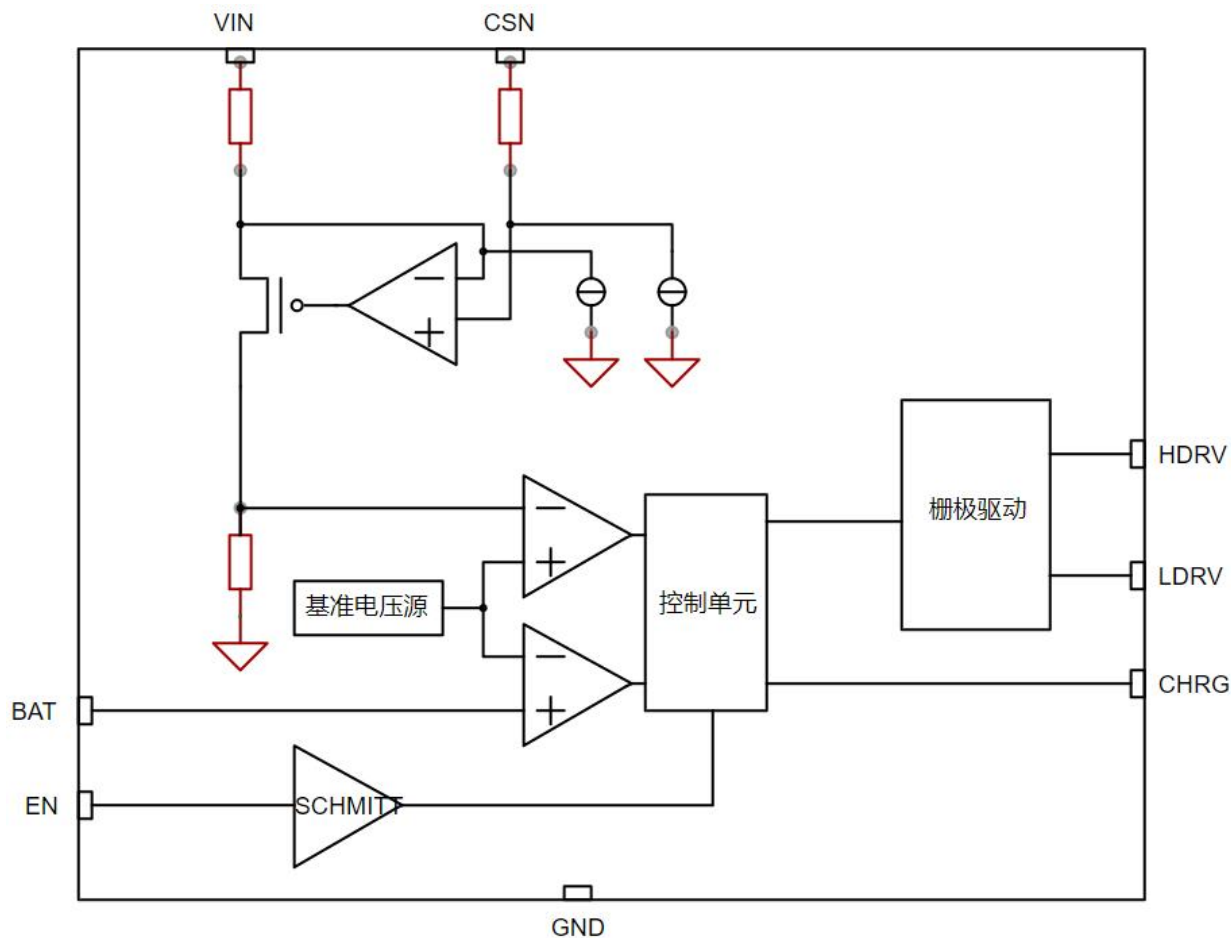 VIN
CSN
HDRV
栅极驱动
LDRV
控制单元
基准电压源
CHRG
BAT
EN
SCHMITT
GND